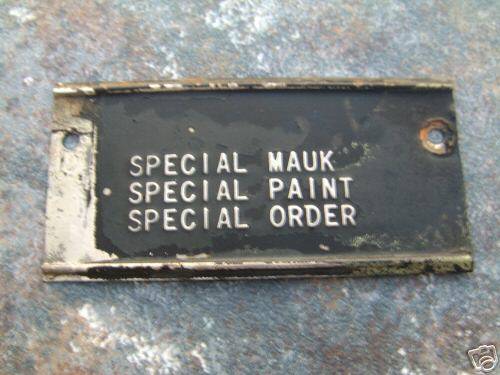 SPECIAL MAUK
SPECIAL PAINT
SPECIAL ORDER